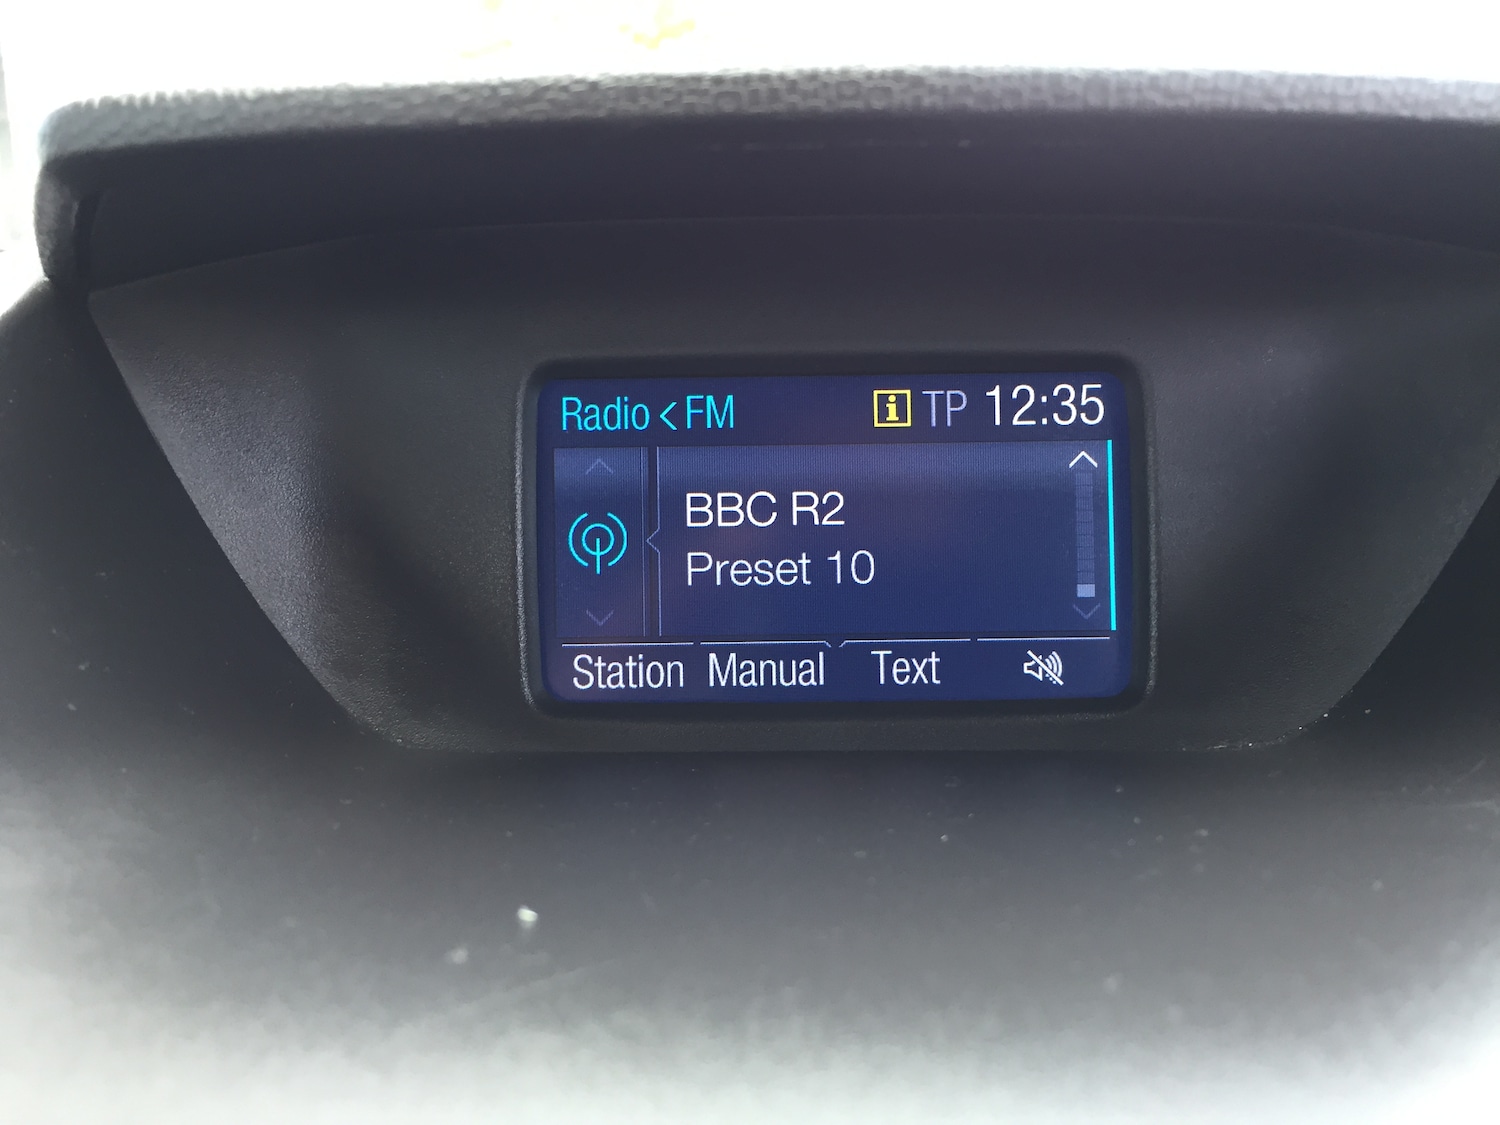 Radio < FM i TP 12:35
BBC R2
Preset 10
Station Manual Text